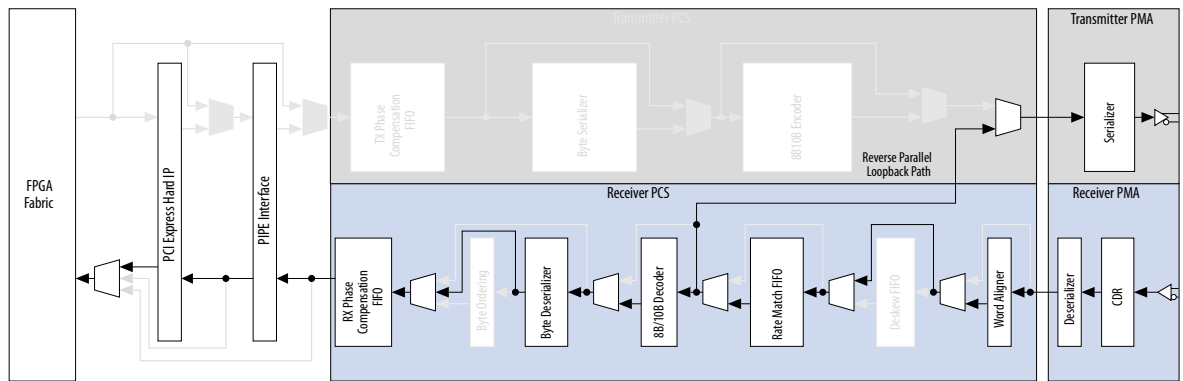 Transmitter PCS
Transmitter PMA
FPGA
Fabric
PCI Express Hard IP
PIPE Interface
TX Phase
Compensation
FIFO
Byte Serializer
8B10B Encoder
Serializer
Reverse Parallel
Loopback Path
Receiver PCS
Receiver PMA
RX Phase
Compensation
FIFO
Byte Ordering
Byte Deserializer
8B/10B Decoder
Rate Match FIFO
Deskew FIFO
Word Aligner
Deserializer
CDR